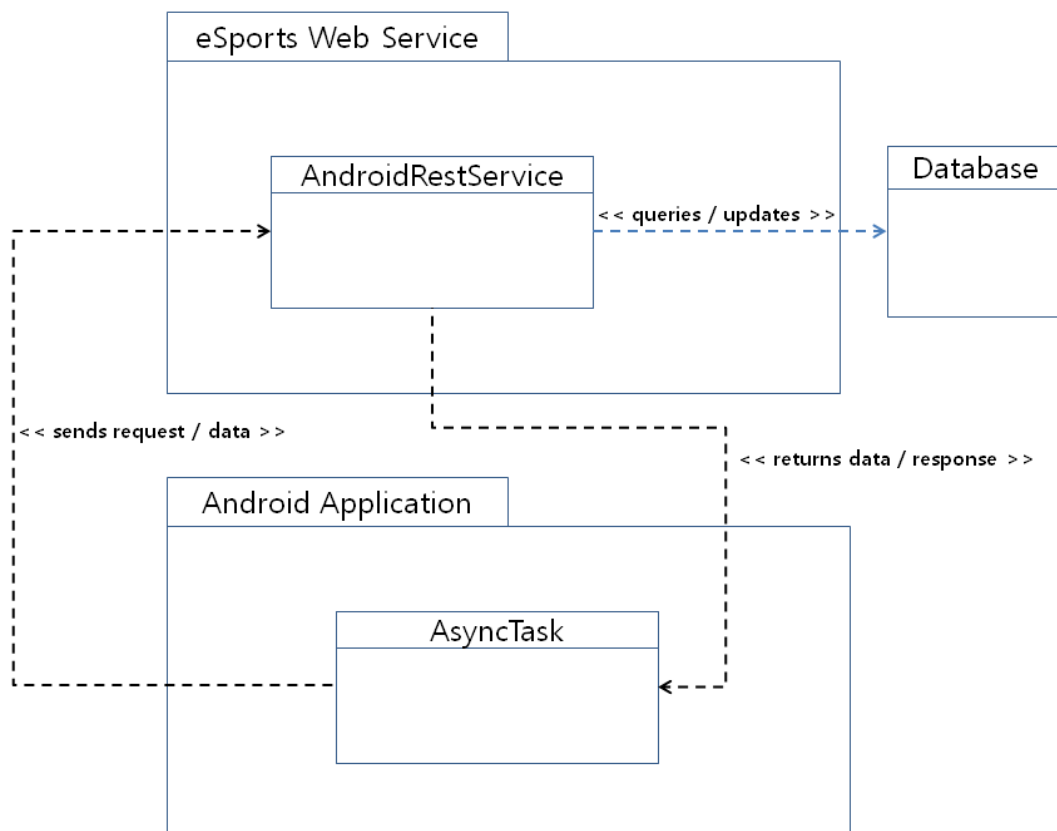 eSports Web Service
AndroidRestService
Database
<< queries / updates >>
<< sends request / data >>
<< returns data / response >>
Android Application
AsyncTask